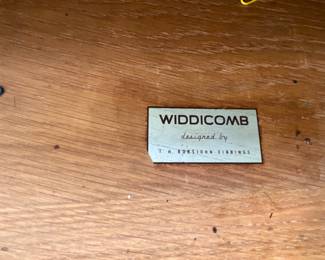 WIDDICOMB
designed by
T. H. ROBSJOHN GIBBINGS